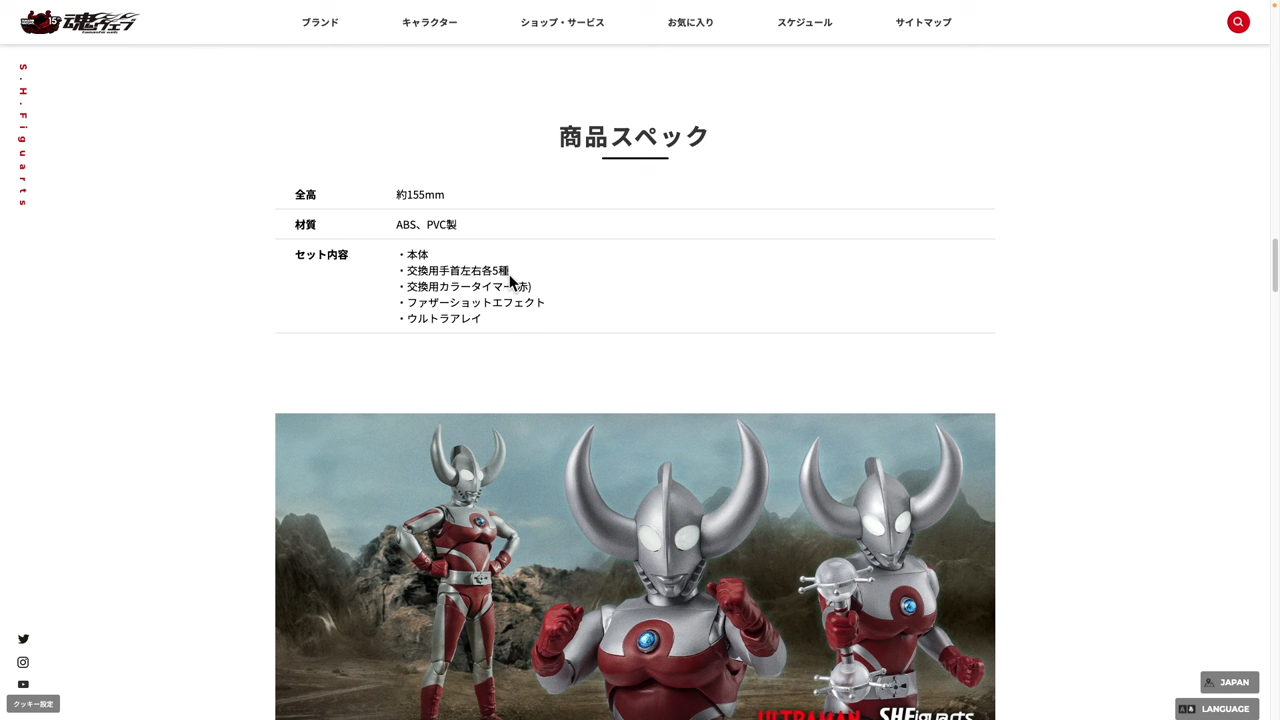 魂ウェブ
tamashii web
ブランド
キャラクター
ショップ・サービス
お気に入り
スケジュール
サイトマップ
S.H.Figuarts
商品スペック
全高
約155mm
材質
ABS、PVC製
セット内容
・本体
・交換用手首左右各5種
・交換用カラータイマー(赤)
・ファザーショットエフェクト
・ウルトラアレイ
ULTRAMAN
S.H.Figuarts
クッキー設定
JAPAN
LANGUAGE